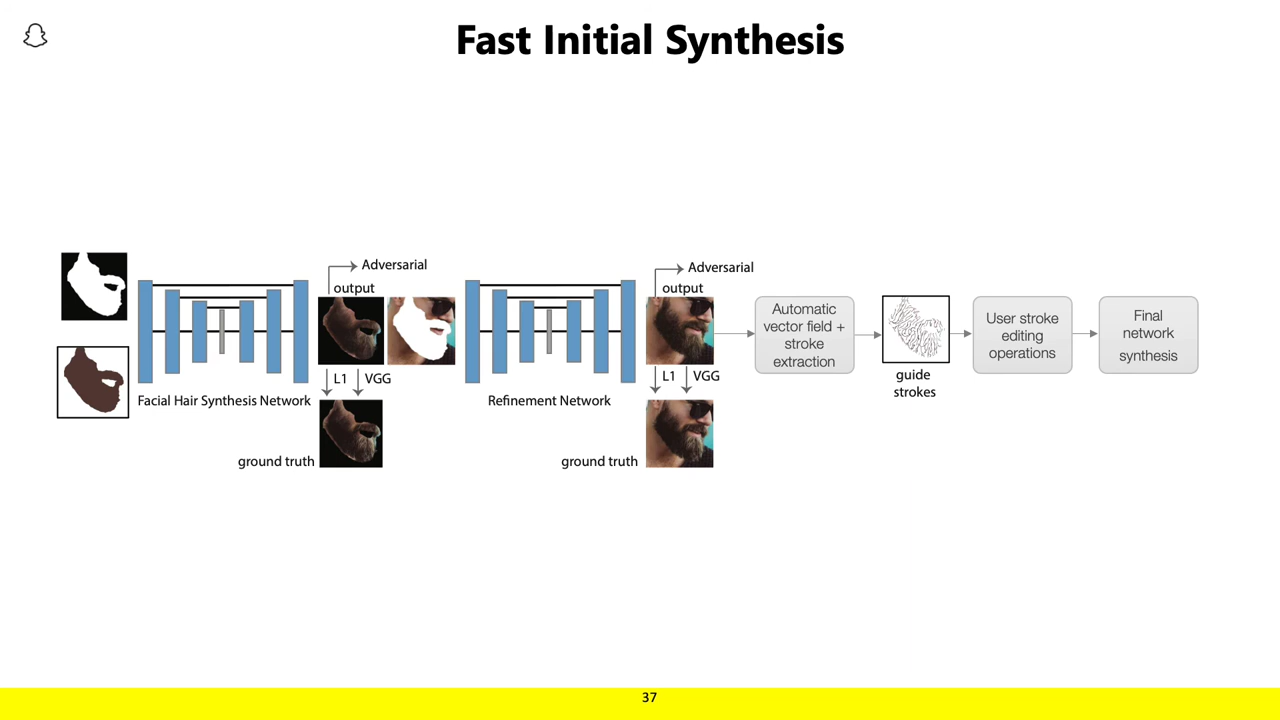 Fast Initial Synthesis
Adversarial
output
L1
VGG
Facial Hair Synthesis Network
ground truth
Adversarial
output
L1
VGG
Refinement Network
ground truth
Automatic
vector field +
stroke
extraction
guide
strokes
User stroke
editing
operations
Final
network
synthesis
37